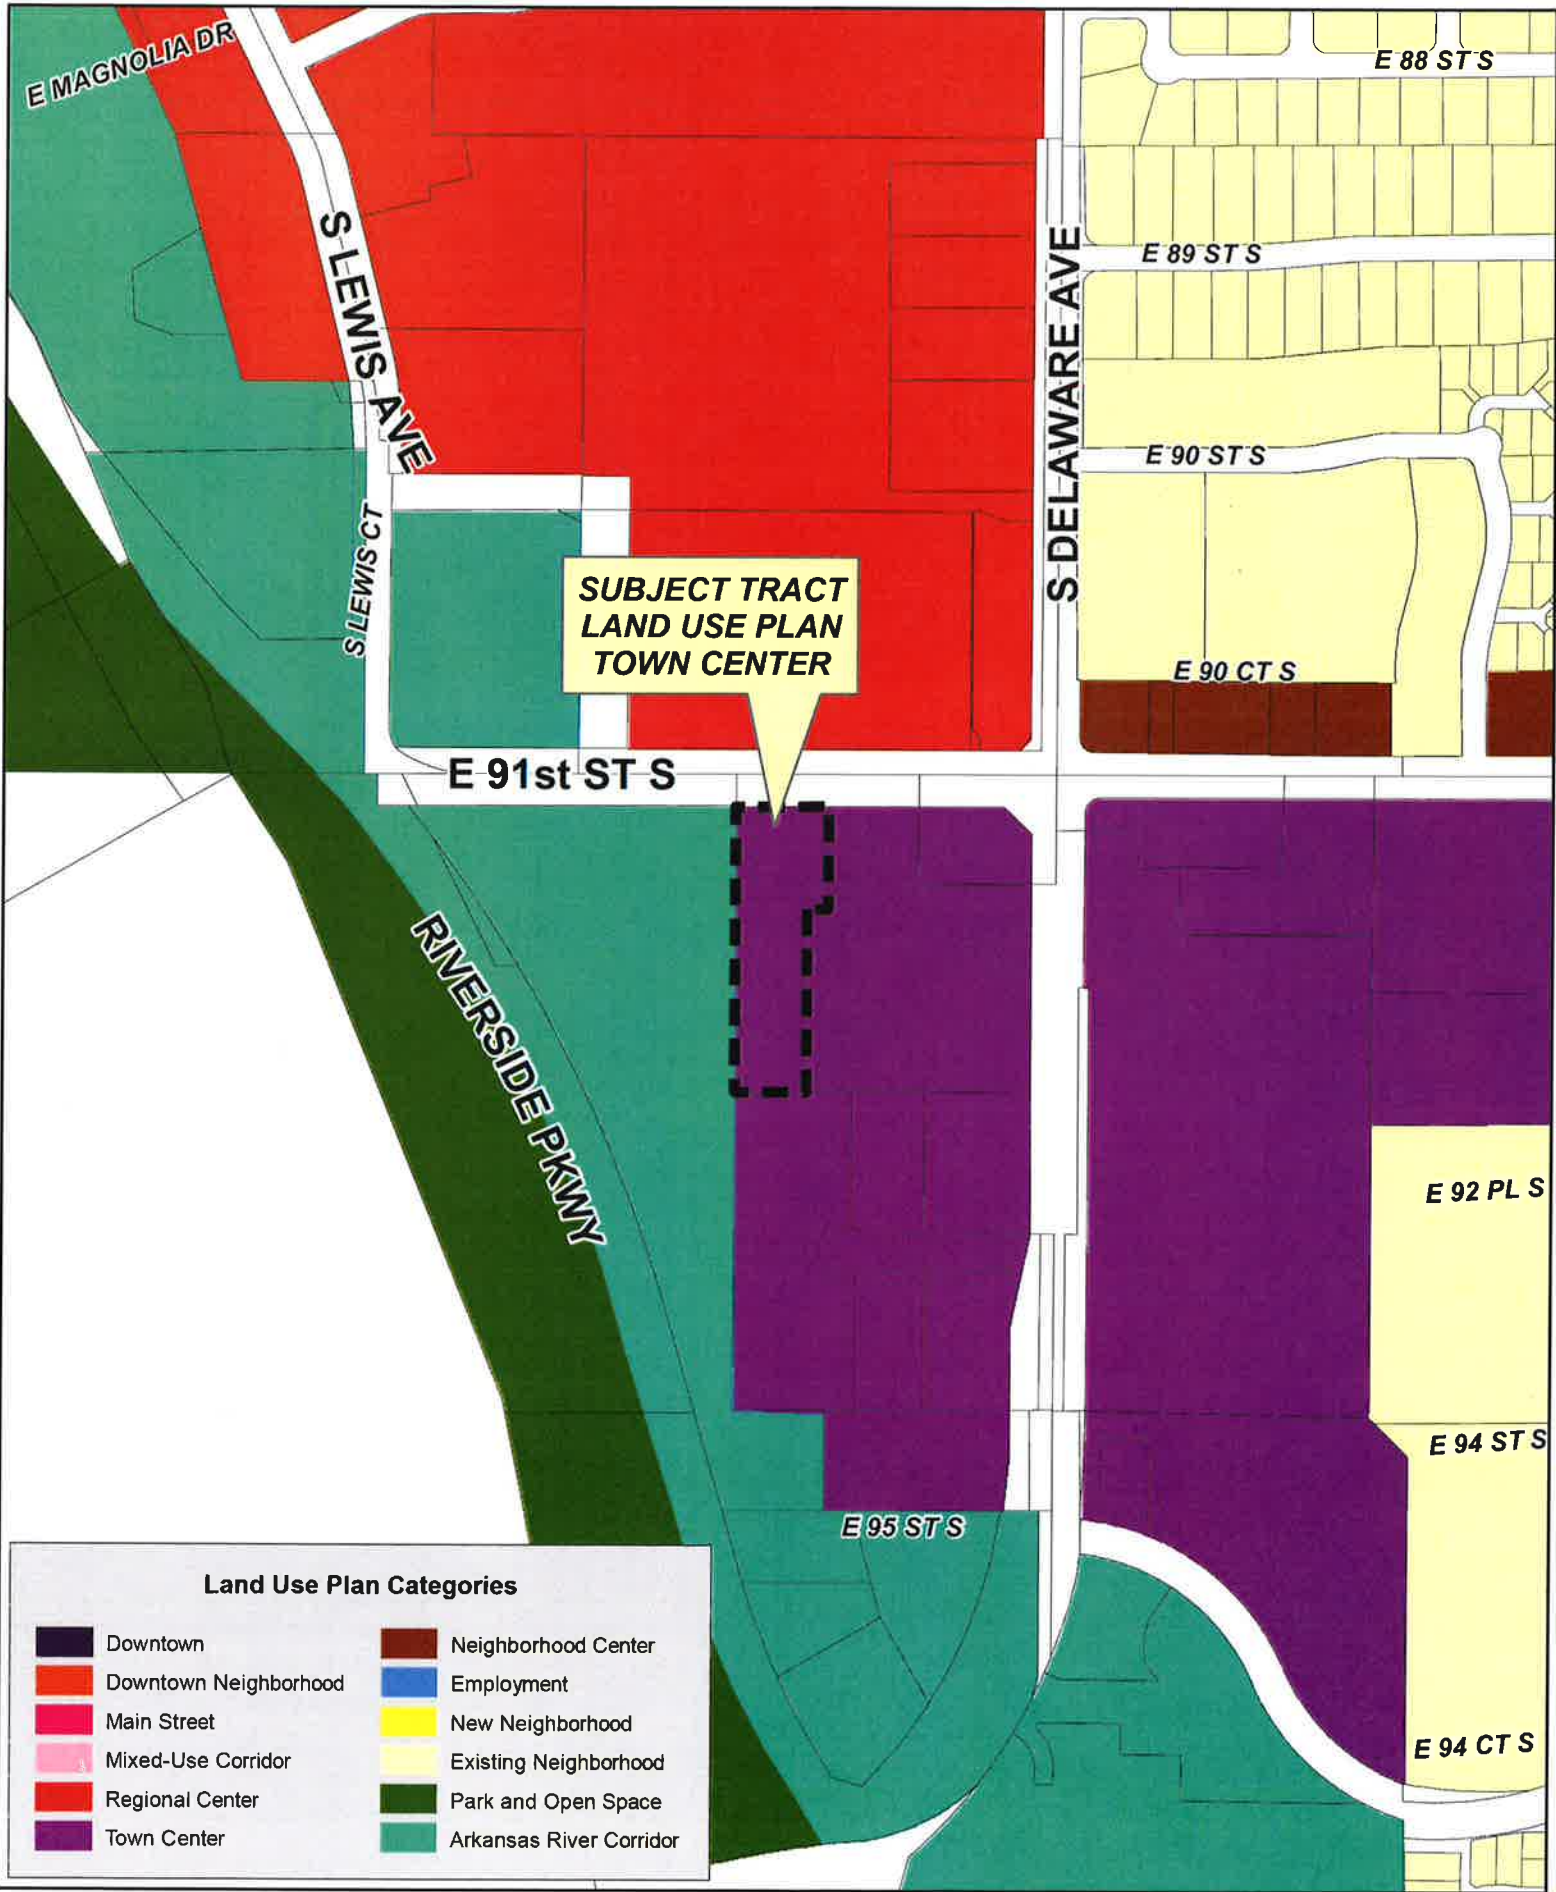 E MAGNOLIA DR
E 88 ST S
S LEWIS AVE
E 89 ST S
S DELAWARE AVE
E 90 ST S
S LEWIS CT
SUBJECT TRACT
LAND USE PLAN
TOWN CENTER
E 90 CT S
E 91st ST S
RIVERSIDE PKWY
E 92 PL S
E 94 ST S
E 95 ST S
E 94 CT S
Land Use Plan Categories
Downtown
Downtown Neighborhood
Main Street
Mixed-Use Corridor
Regional Center
Town Center
Neighborhood Center
Employment
New Neighborhood
Existing Neighborhood
Park and Open Space
Arkansas River Corridor